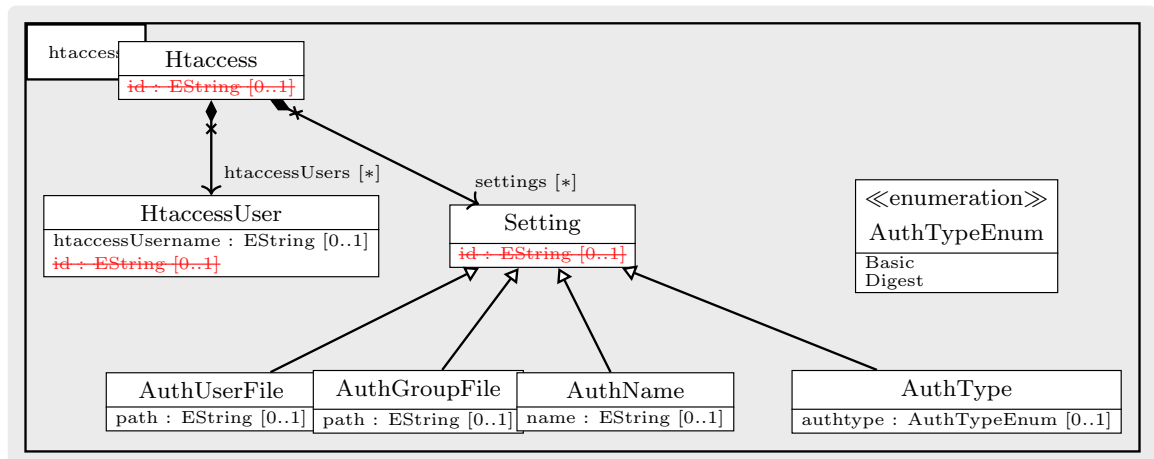 htaccess
Htaccess
id : EString [0..1]
htaccessUsers [*]
settings [*]
HtaccessUser
htaccessUsername : EString [0..1]
id : EString [0..1]
Setting
id : EString [0..1]
≪enumeration≫
AuthTypeEnum
Basic
Digest
AuthUserFile
path : EString [0..1]
AuthGroupFile
path : EString [0..1]
AuthName
name : EString [0..1]
AuthType
authtype : AuthTypeEnum [0..1]